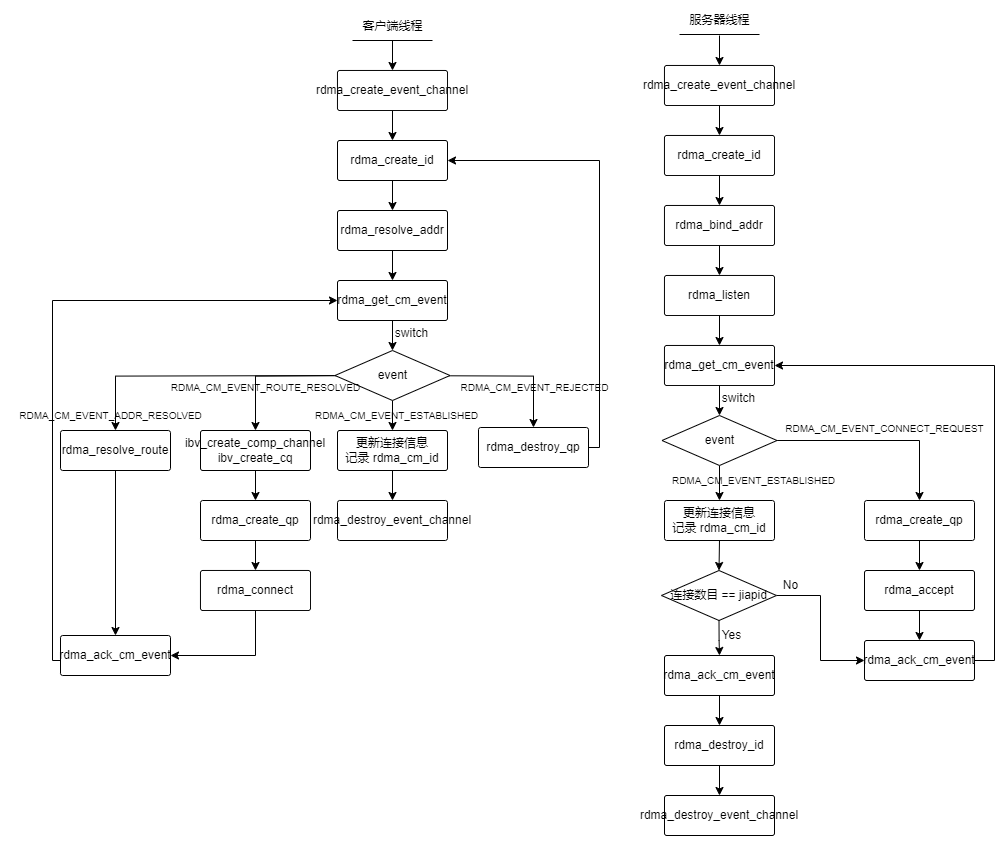 客户端线程
rdma_create_event_channel
rdma_create_id
rdma_resolve_addr
rdma_get_cm_event
switch
event
RDMA_CM_EVENT_ADDR_RESOLVED
RDMA_CM_EVENT_ROUTE_RESOLVED
RDMA_CM_EVENT_ESTABLISHED
RDMA_CM_EVENT_REJECTED
rdma_resolve_route
ibv_create_comp_channel
ibv_create_cq
更新连接信息
记录 rdma_cm_id
rdma_destroy_qp
rdma_create_qp
rdma_destroy_event_channel
rdma_connect
rdma_ack_cm_event
服务器线程
rdma_create_event_channel
rdma_create_id
rdma_bind_addr
rdma_listen
rdma_get_cm_event
switch
event
RDMA_CM_EVENT_CONNECT_REQUEST
RDMA_CM_EVENT_ESTABLISHED
更新连接信息
记录 rdma_cm_id
rdma_create_qp
连接数目 == jiapid
No
Yes
rdma_accept
rdma_ack_cm_event
rdma_ack_cm_event
rdma_destroy_id
rdma_destroy_event_channel